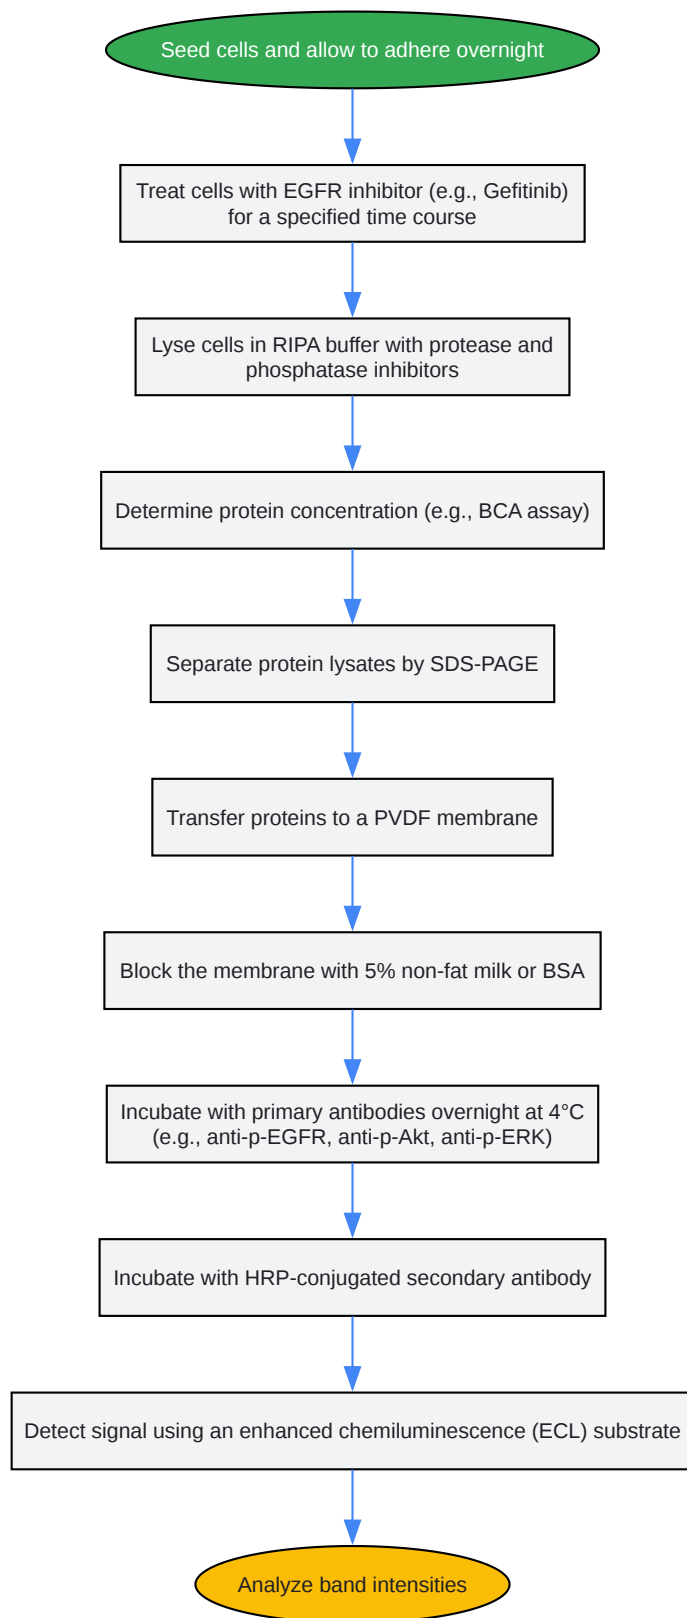 Seed cells and allow to adhere overnight
Treat cells with EGFR inhibitor (e.g., Gefitinib)
for a specified time course
Lyse cells in RIPA buffer with protease and
phosphatase inhibitors
Determine protein concentration (e.g., BCA assay)
Separate protein lysates by SDS-PAGE
Transfer proteins to a PVDF membrane
Block the membrane with 5% non-fat milk or BSA
Incubate with primary antibodies overnight at 4°C
(e.g., anti-p-EGFR, anti-p-Akt, anti-p-ERK)
Incubate with HRP-conjugated secondary antibody
Detect signal using an enhanced chemiluminescence (ECL) substrate
Analyze band intensities